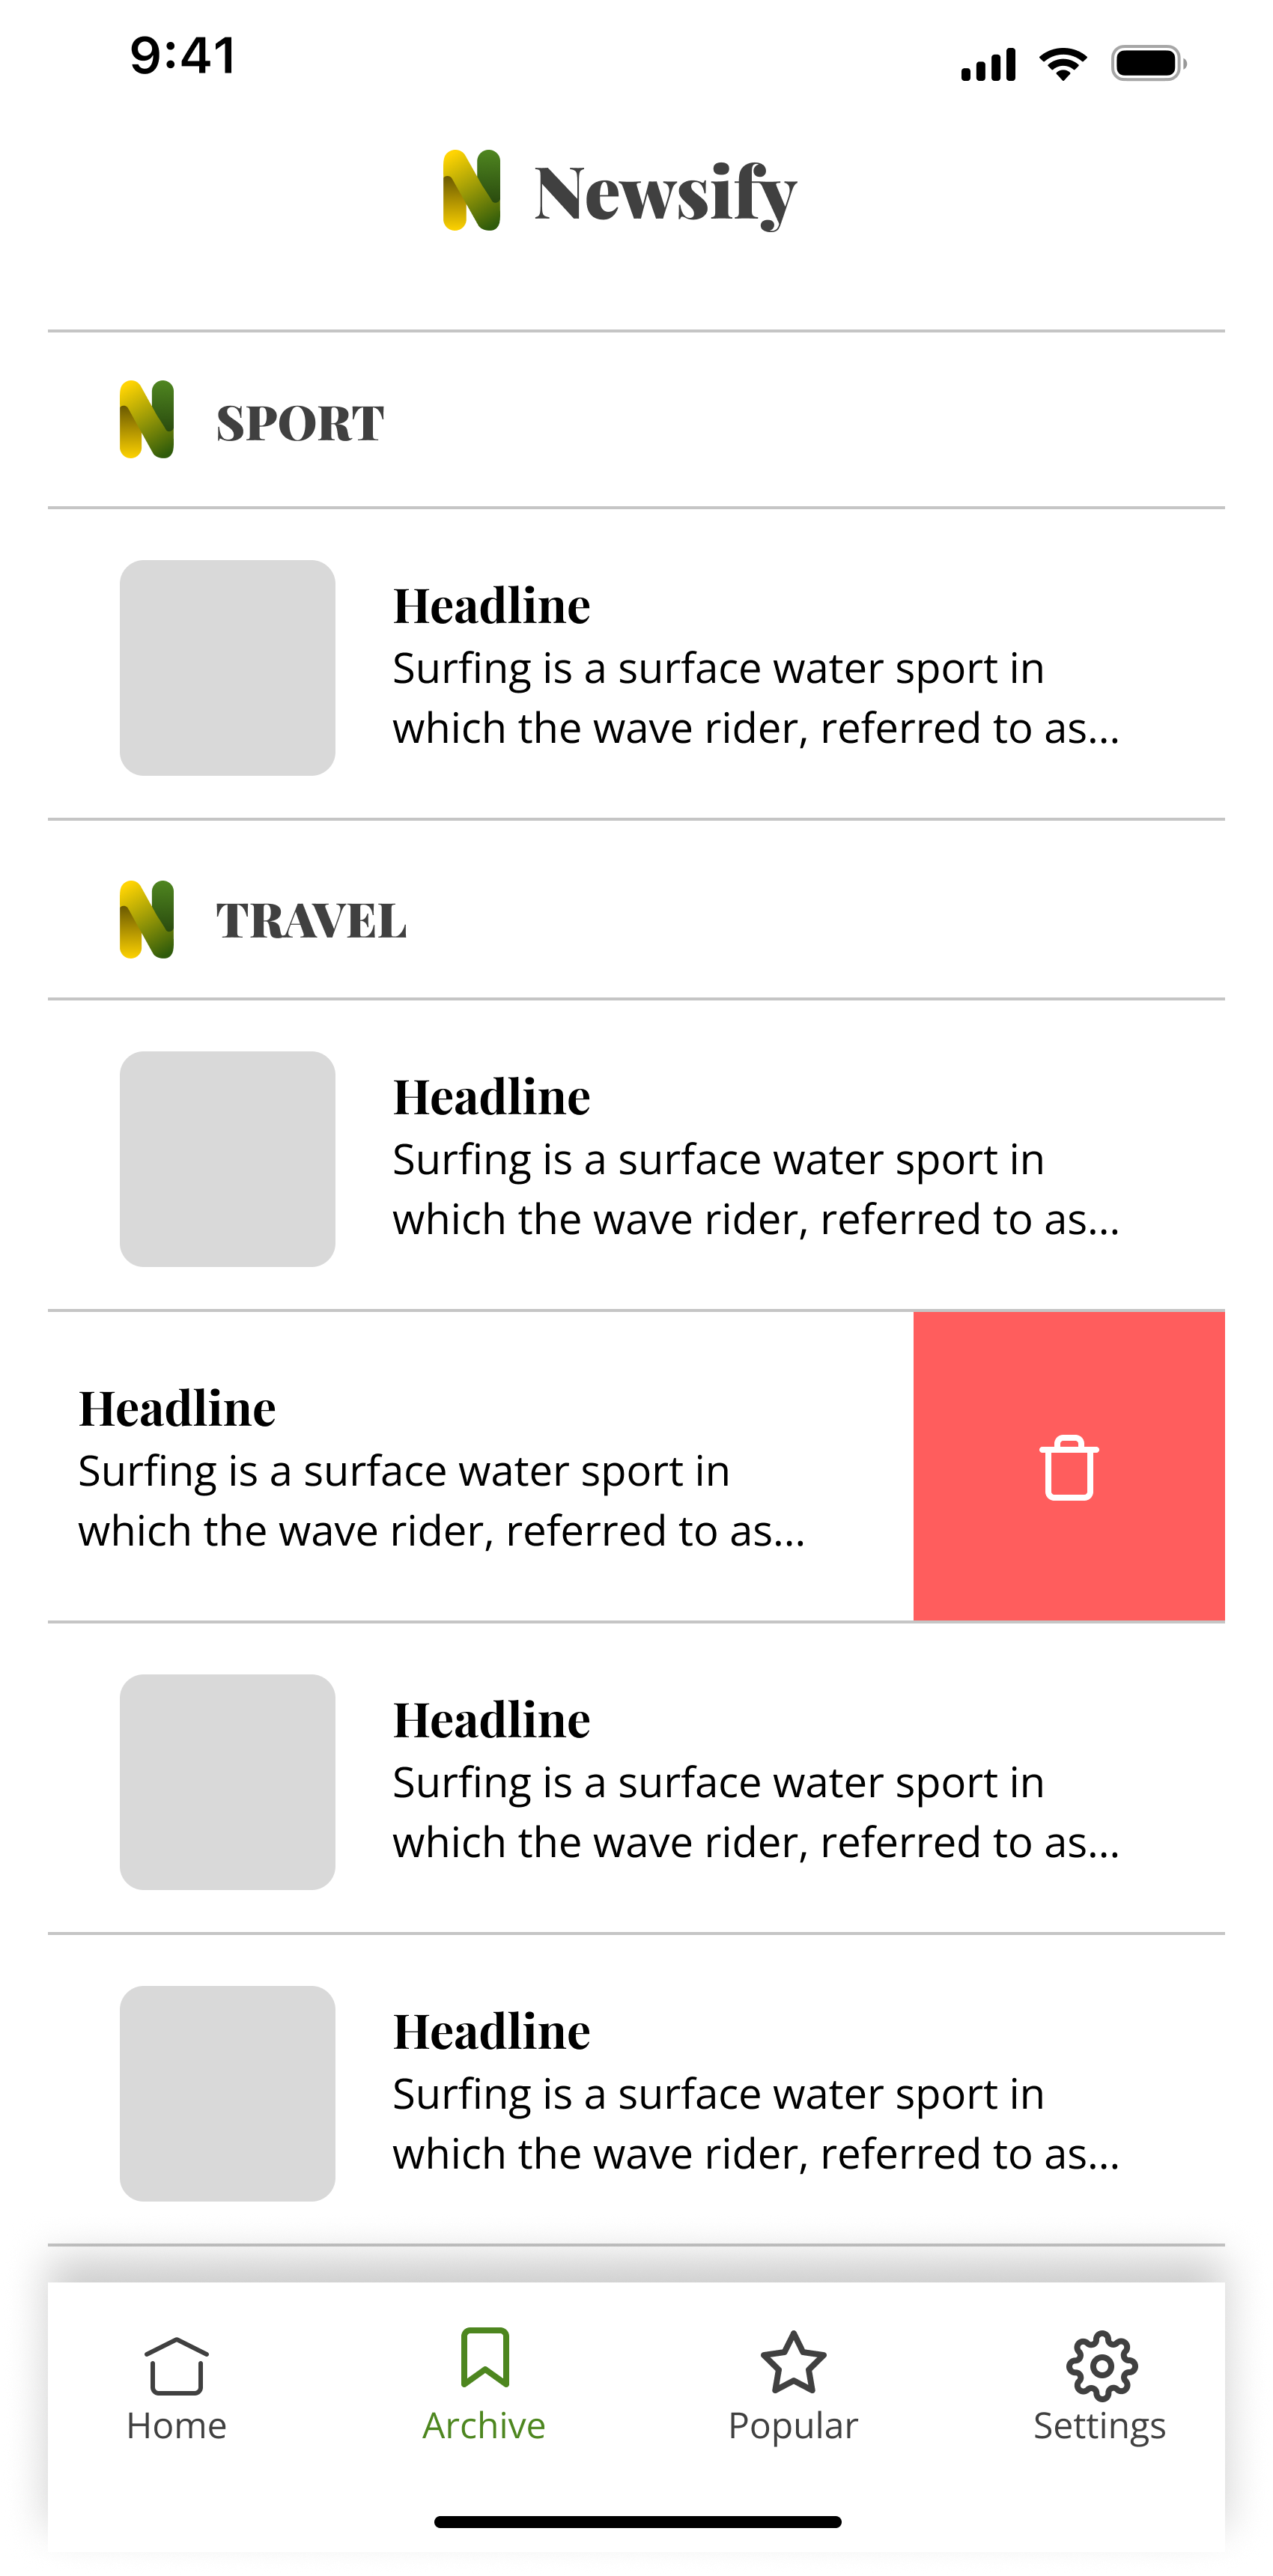 9:41
Newsify
SPORT
Headline
Surfing is a surface water sport in
which the wave rider, referred to as...
TRAVEL
Headline
Surfing is a surface water sport in
which the wave rider, referred to as...
Headline
Surfing is a surface water sport in
which the wave rider, referred to as...
Headline
Surfing is a surface water sport in
which the wave rider, referred to as...
Headline
Surfing is a surface water sport in
which the wave rider, referred to as...
Home Archive Popular Settings